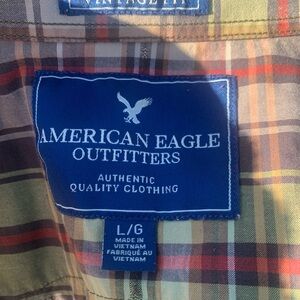 VINTAGE FIT
AMERICAN EAGLE
OUTFITTERS
AUTHENTIC
QUALITY CLOTHING
L/G
MADE IN
VIETNAM
FABRIQUÉ AU
VIETNAM